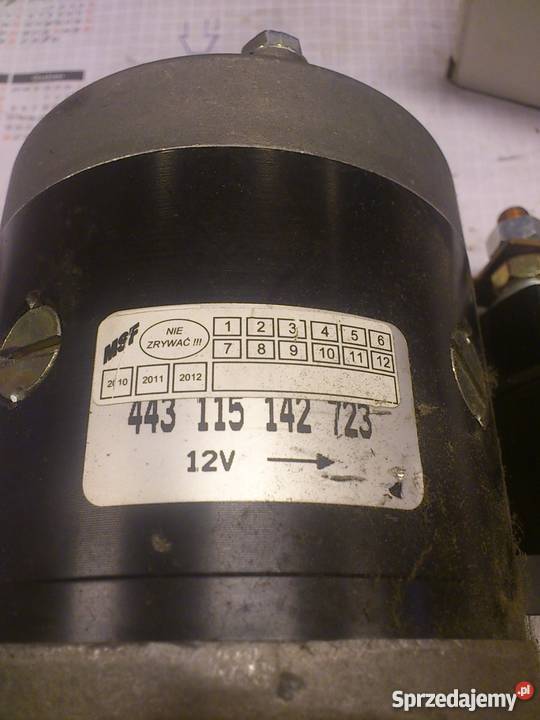 MSF
NIE
ZRYWAĆ !!!
1 2 3 4 5 6
7 8 9 10 11 12
2010 2011 2012
443 115 142 723
12V
Sprzedajemy.pl